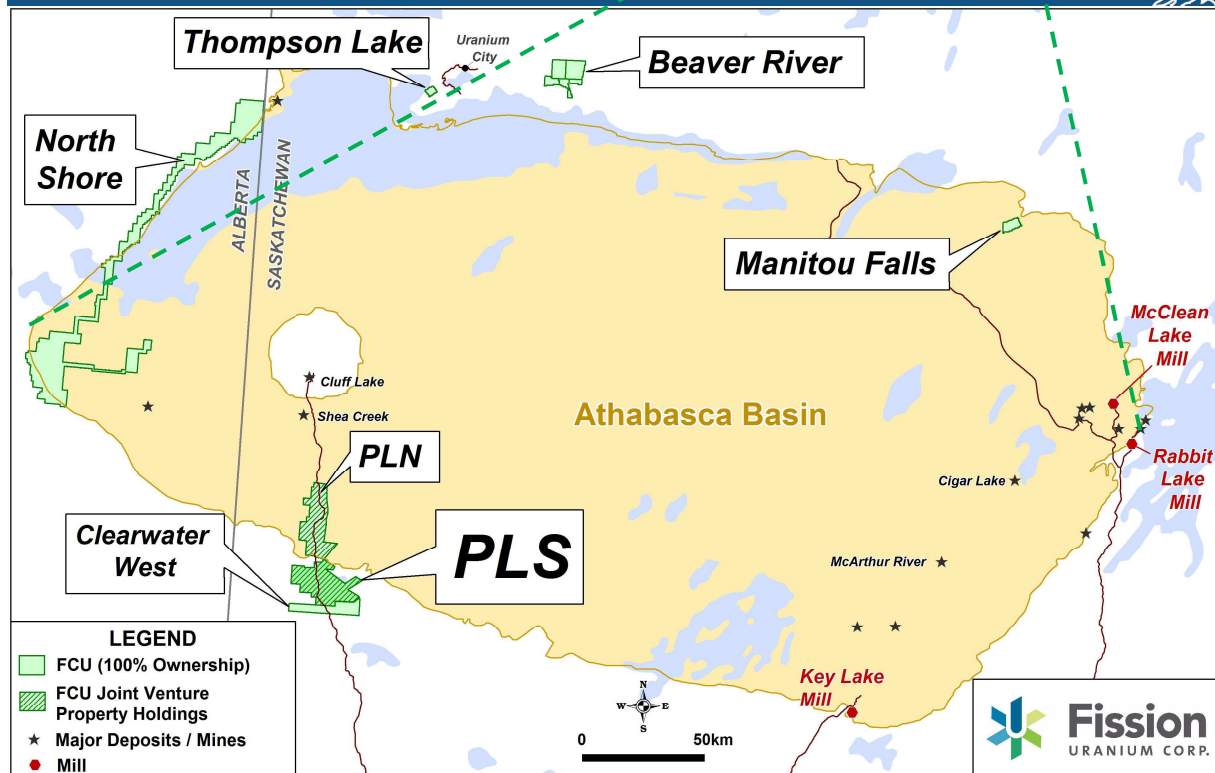 Thompson Lake
Uranium
City
Beaver River
North
Shore
ALBERTA
SASKATCHEWAN
Manitou Falls
McClean
Lake
Mill
Cluff Lake
Shea Creek
Athabasca Basin
PLN
Rabbit
Lake
Mill
Cigar Lake
Clearwater
West
PLS
McArthur River
LEGEND
FCU (100% Ownership)
FCU Joint Venture
Property Holdings
Major Deposits / Mines
Mill
Key Lake
Mill
N
W E
S
0 50km
Fission
URANIUM CORP.